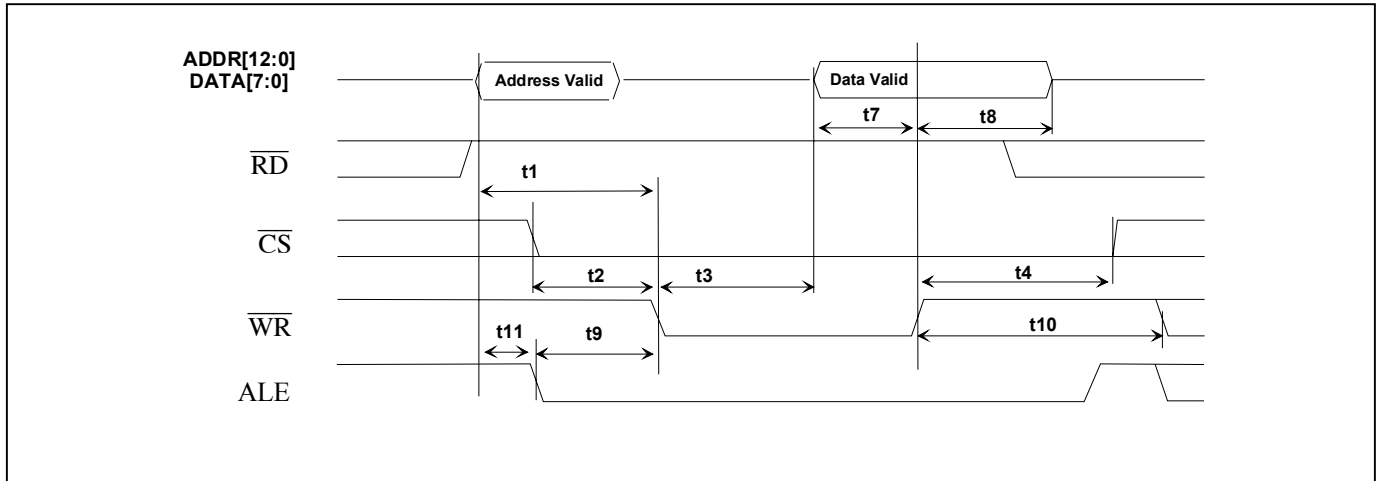 ADDR[12:0]
DATA[7:0]
Address Valid
Data Valid
t7
t8
RD
t1
CS
t2
t3
t4
WR
t11
t9
t10
ALE